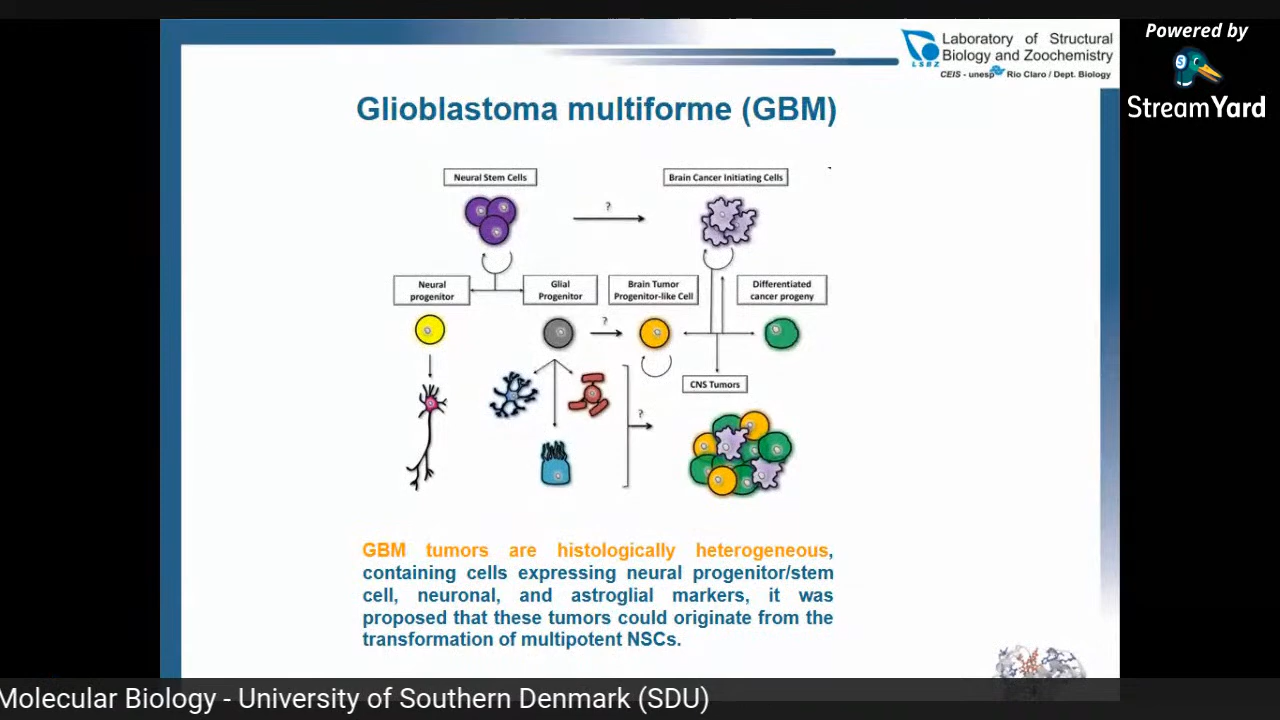 Laboratory of Structural
Biology and Zoochemistry
LSBZ
CEIS - unesp Rio Claro / Dept. Biology
Powered by
S
StreamYard
Glioblastoma multiforme (GBM)
Neural Stem Cells
Brain Cancer Initiating Cells
?
Neural
progenitor
Glial
Progenitor
Brain Tumor
Progenitor-like Cell
Differentiated
cancer progeny
?
CNS Tumors
?
GBM tumors are histologically heterogeneous,
containing cells expressing neural progenitor/stem
cell, neuronal, and astroglial markers, it was
proposed that these tumors could originate from the
transformation of multipotent NSCs.
Molecular Biology - University of Southern Denmark (SDU)